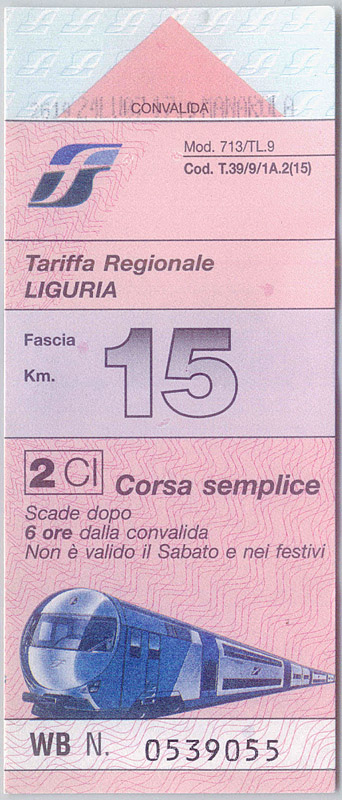 CONVALIDA
Mod. 713/TL.9
Cod. T.39/9/1A.2(15)
Tariffa Regionale
LIGURIA
Fascia
Km.
15
2 Cl
Corsa semplice
Scade dopo
6 ore dalla convalida
Non è valido il Sabato e nei festivi
WB N. 0539055